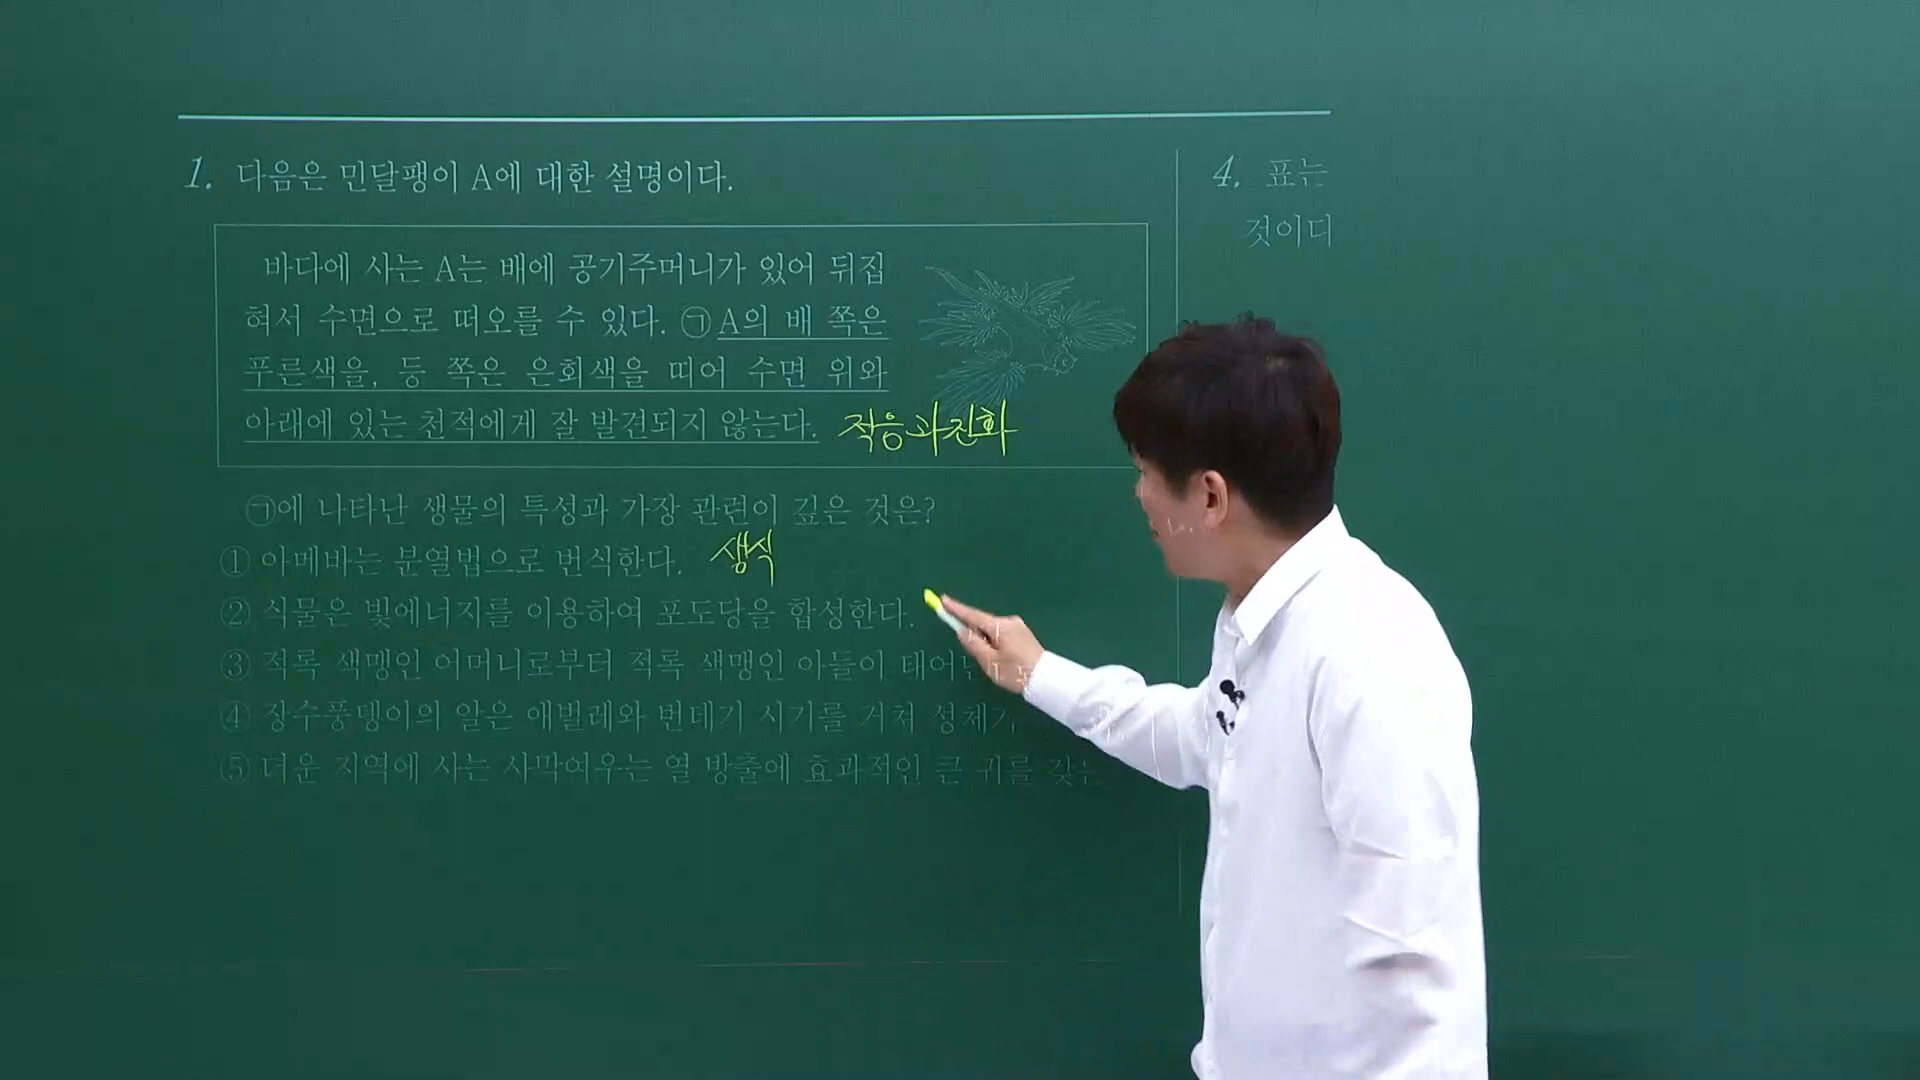 1. 다음은 민달팽이 A에 대한 설명이다.
바다에 사는 A는 배에 공기주머니가 있어 뒤집
혀서 수면으로 떠오를 수 있다. ㉠A의 배 쪽은
푸른색을, 등 쪽은 은회색을 띠어 수면 위와
아래에 있는 천적에게 잘 발견되지 않는다. 적응과 진화
㉠에 나타난 생물의 특성과 가장 관련이 깊은 것은?
① 아메바는 분열법으로 번식한다. 생식
② 식물은 빛에너지를 이용하여 포도당을 합성한다.
③ 적록 색맹인 어머니로부터 적록 색맹인 아들이
④ 장수풍뎅이의 알은 애벌레와 번데기 시기를 거쳐
⑤ 더운 지역에 사는 사막여우는 열 방출에 효과적인 큰 귀를
4. 표는
것이다